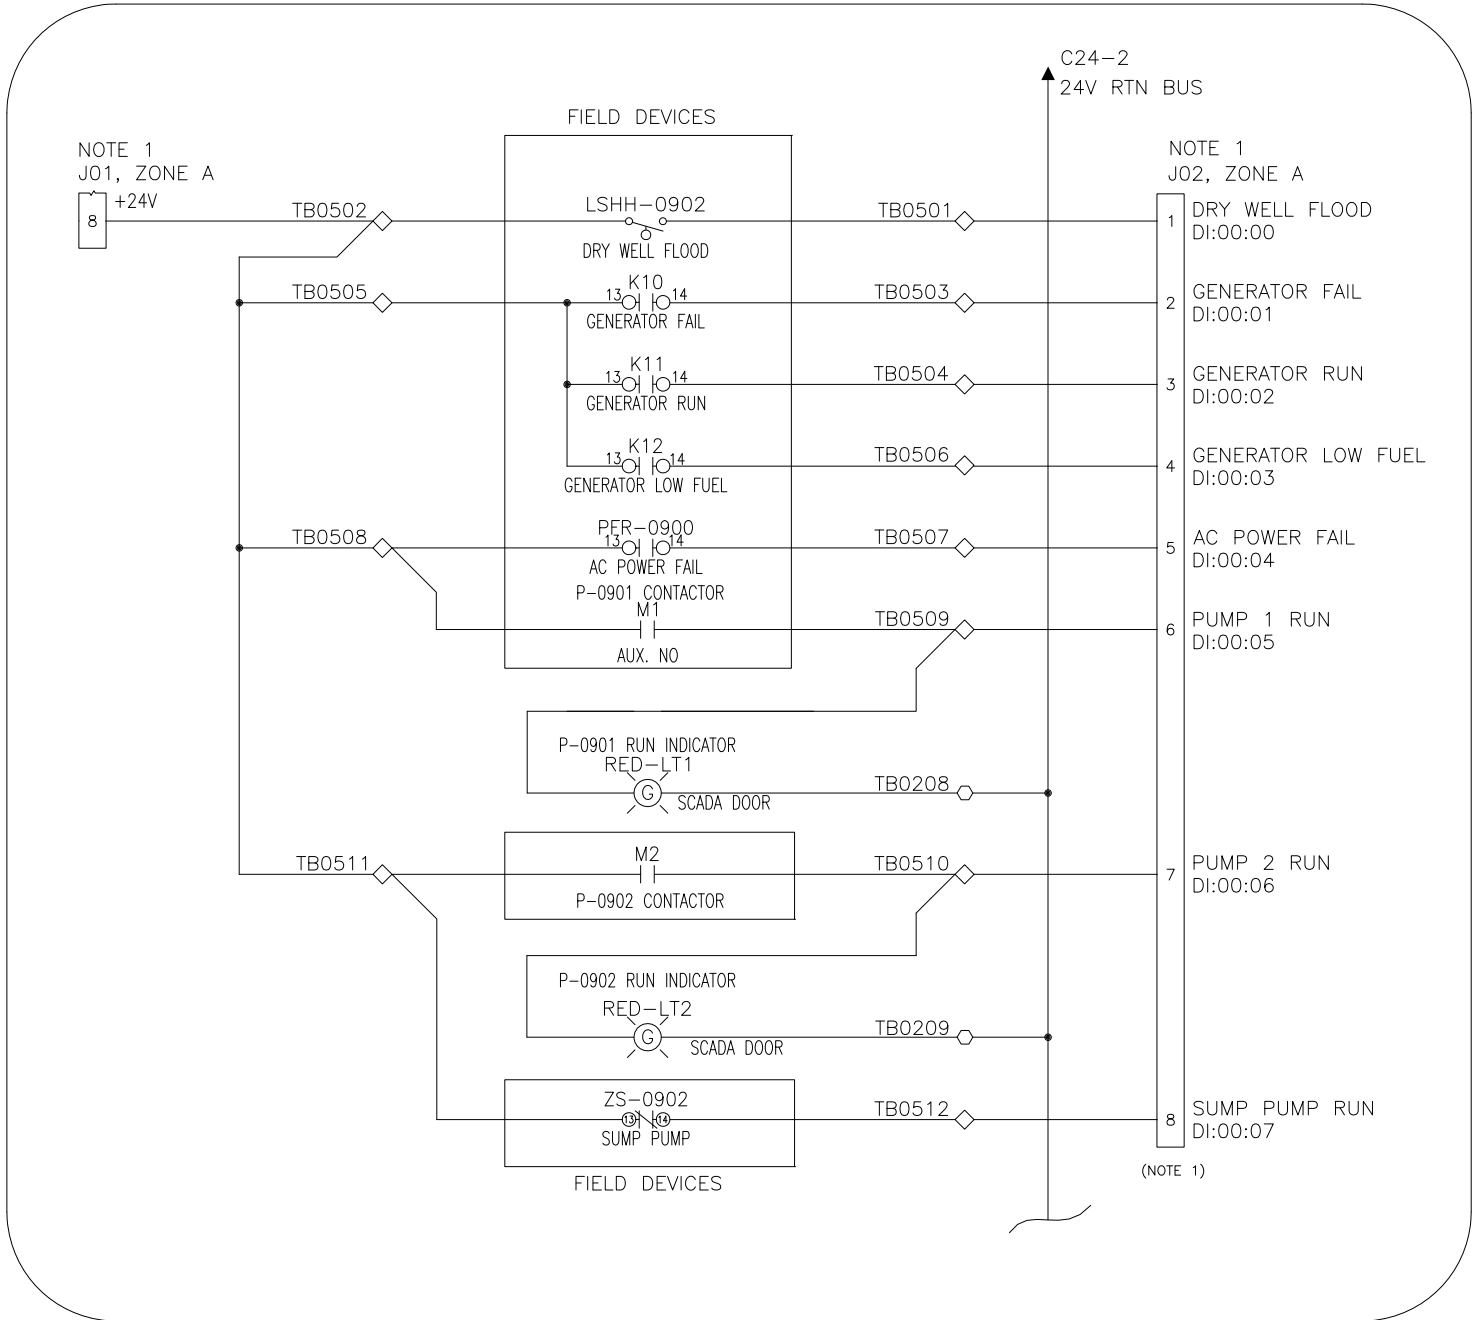 C24-2
24V RTN BUS
FIELD DEVICES
NOTE 1
J01, ZONE A
+24V
8
NOTE 1
J02, ZONE A
TB0502
LSHH-0902
DRY WELL FLOOD
TB0501
1
DRY WELL FLOOD
DI:00:00
TB0505
K10
13
14
GENERATOR FAIL
TB0503
2
GENERATOR FAIL
DI:00:01
K11
13
14
GENERATOR RUN
TB0504
3
GENERATOR RUN
DI:00:02
K12
13
14
GENERATOR LOW FUEL
TB0506
4
GENERATOR LOW FUEL
DI:00:03
TB0508
PFR-0900
13
14
AC POWER FAIL
TB0507
5
AC POWER FAIL
DI:00:04
P-0901 CONTACTOR
M1
AUX. NO
TB0509
6
PUMP 1 RUN
DI:00:05
P-0901 RUN INDICATOR
RED-LT1
G
SCADA DOOR
TB0208
TB0511
M2
P-0902 CONTACTOR
TB0510
7
PUMP 2 RUN
DI:00:06
P-0902 RUN INDICATOR
RED-LT2
G
SCADA DOOR
TB0209
ZS-0902
13
14
SUMP PUMP
TB0512
8
SUMP PUMP RUN
DI:00:07
FIELD DEVICES
(NOTE 1)